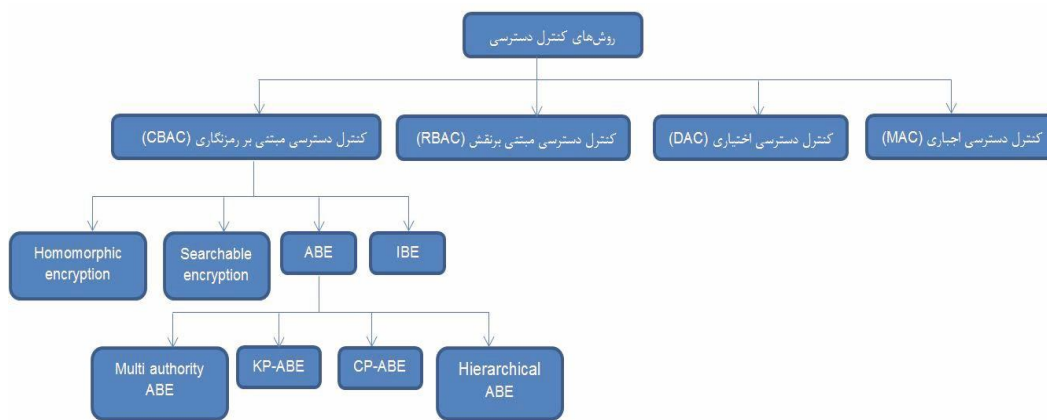 روش‌های کنترل دسترسی
کنترل دسترسی اجباری (MAC)
کنترل دسترسی اختیاری (DAC)
کنترل دسترسی مبتنی برنقش (RBAC)
کنترل دسترسی مبتنی بر رمزنگاری (CBAC)
Homomorphic
encryption
Searchable
encryption
ABE
IBE
Multi authority
ABE
KP-ABE
CP-ABE
Hierarchical
ABE